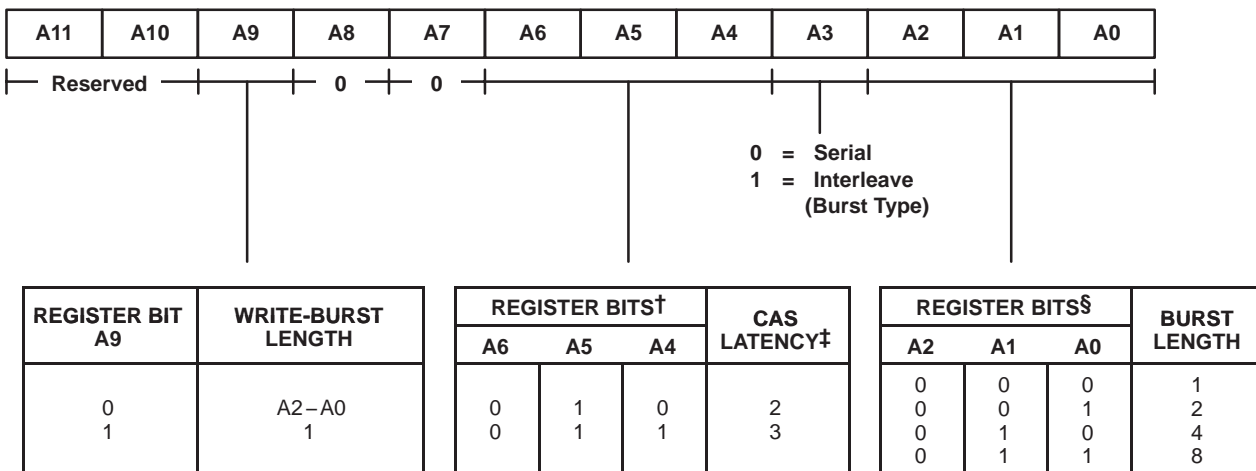 A11 A10 A9 A8 A7 A6 A5 A4 A3 A2 A1 A0
Reserved 0 0
0 = Serial
1 = Interleave
(Burst Type)
REGISTER BIT A9 WRITE-BURST LENGTH
0 A2–A0
1 1
REGISTER BITS† CAS LATENCY‡
A6 A5 A4
0 1 0 2
0 1 1 3
REGISTER BITS§ BURST LENGTH
A2 A1 A0
0 0 0 1
0 0 1 2
0 1 0 4
0 1 1 8